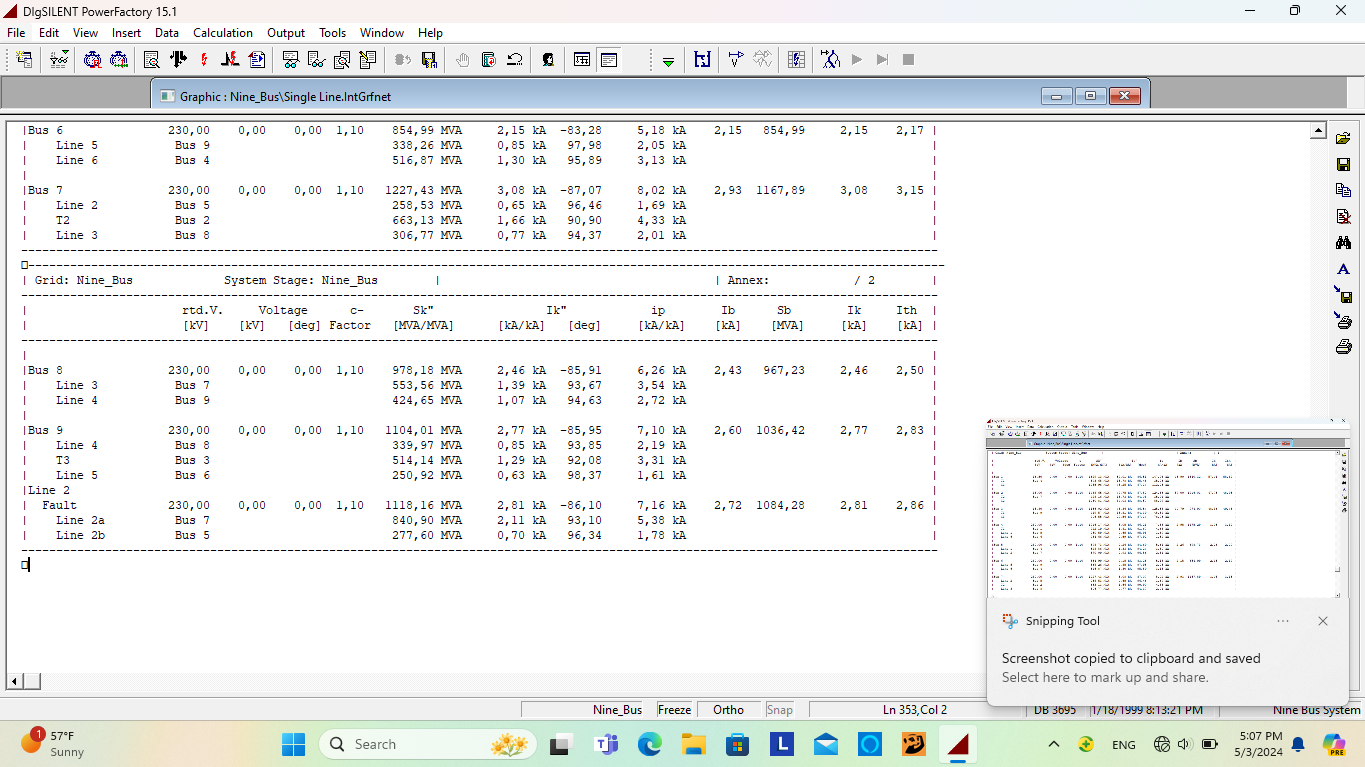 DIgSILENT PowerFactory 15.1
File Edit View Insert Data Calculation Output Tools Window Help
Graphic : Nine_Bus\Single Line.IntGrfnet
|Bus 6 230,00 0,00 0,00 1,10 854,99 MVA 2,15 kA -83,28 5,18 kA 2,15 854,99 2,15 2,17 |
| Line 5 Bus 9 338,26 MVA 0,85 kA 97,98 2,05 kA |
| Line 6 Bus 4 516,87 MVA 1,30 kA 95,89 3,13 kA |
|Bus 7 230,00 0,00 0,00 1,10 1227,43 MVA 3,08 kA -87,07 8,02 kA 2,93 1167,89 3,08 3,15 |
| Line 2 Bus 5 258,53 MVA 0,65 kA 96,46 1,69 kA |
| T2 Bus 2 663,13 MVA 1,66 kA 90,90 4,33 kA |
| Line 3 Bus 8 306,77 MVA 0,77 kA 94,37 2,01 kA |
| Grid: Nine_Bus System Stage: Nine_Bus | | Annex: / 2 |
| rtd.V. Voltage c- Sk" Ik" ip Ib Sb Ik Ith |
| [kV] [kV] [deg] Factor [MVA/MVA] [kA/kA] [deg] [kA/kA] [kA] [MVA] [kA] [kA] |
|Bus 8 230,00 0,00 0,00 1,10 978,18 MVA 2,46 kA -85,91 6,26 kA 2,43 967,23 2,46 2,50 |
| Line 3 Bus 7 553,56 MVA 1,39 kA 93,67 3,54 kA |
| Line 4 Bus 9 424,65 MVA 1,07 kA 94,63 2,72 kA |
|Bus 9 230,00 0,00 0,00 1,10 1104,01 MVA 2,77 kA -85,95 7,10 kA 2,60 1036,42 2,77 2,83 |
| Line 4 Bus 8 339,97 MVA 0,85 kA 93,85 2,19 kA |
| T3 Bus 3 514,14 MVA 1,29 kA 92,08 3,31 kA |
| Line 5 Bus 6 250,92 MVA 0,63 kA 98,37 1,61 kA |
|Line 2 |
| Fault 230,00 0,00 0,00 1,10 1118,16 MVA 2,81 kA -86,10 7,16 kA 2,72 1084,28 2,81 2,86 |
| Line 2a Bus 7 840,90 MVA 2,11 kA 93,10 5,38 kA |
| Line 2b Bus 5 277,60 MVA 0,70 kA 96,34 1,78 kA |
Snipping Tool
Screenshot copied to clipboard and saved
Select here to mark up and share.
Nine_Bus Freeze Ortho Snap Ln 353,Col 2 DB 3695 1/18/1999 8:13:21 PM Nine Bus System
1
57°F
Sunny
Search
ENG
5:07 PM
5/3/2024
PRE